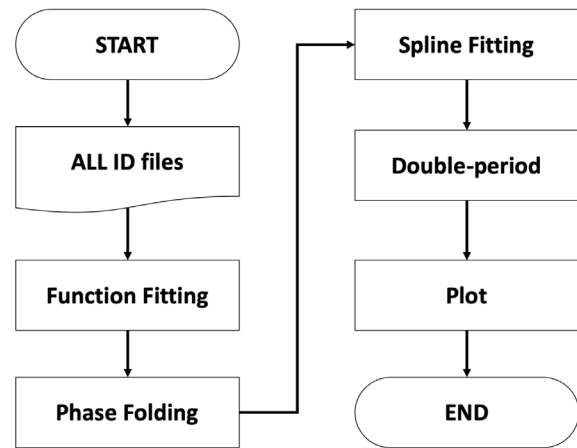 START
ALL ID files
Function Fitting
Phase Folding
Spline Fitting
Double-period
Plot
END